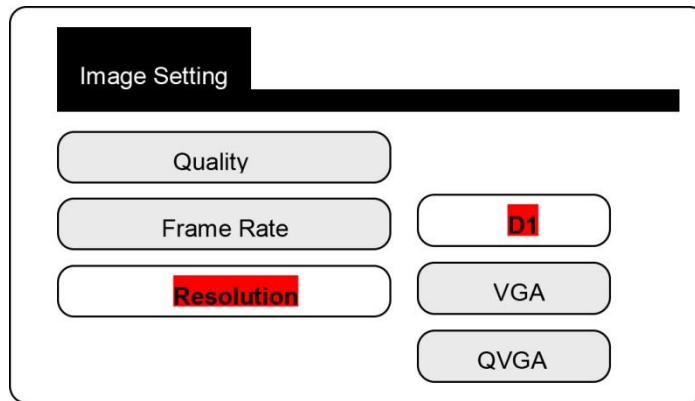 Image Setting
Quality
Frame Rate
Resolution
D1
VGA
QVGA